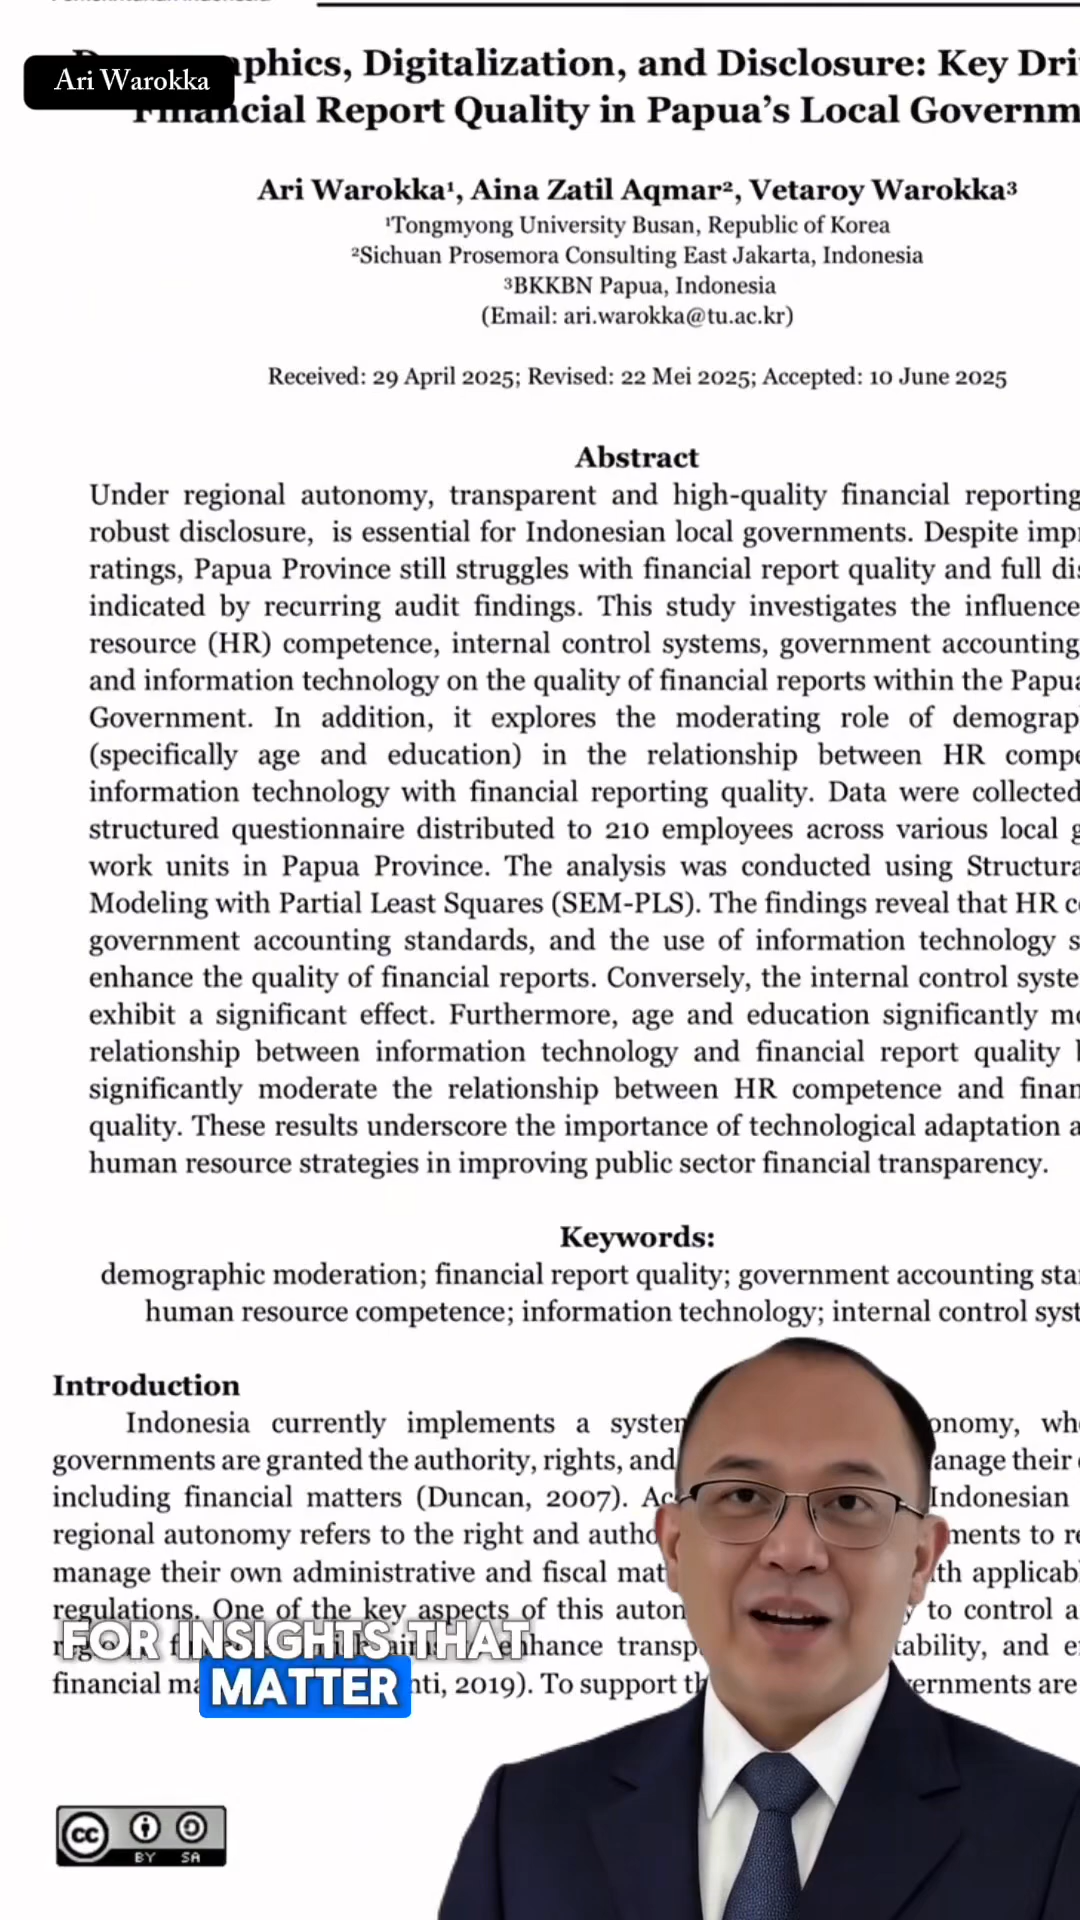 Ari Warokka
aphics, Digitalization, and Disclosure: Key Dri
Financial Report Quality in Papua's Local Governm
Ari Warokka¹, Aina Zatil Aqmar², Vetaroy Warokka³
¹Tongmyong University Busan, Republic of Korea
²Sichuan Prosemora Consulting East Jakarta, Indonesia
³BKKBN Papua, Indonesia
(Email: ari.warokka@tu.ac.kr)
Received: 29 April 2025; Revised: 22 Mei 2025; Accepted: 10 June 2025
Abstract
Under regional autonomy, transparent and high-quality financial reporting
robust disclosure, is essential for Indonesian local governments. Despite imp
ratings, Papua Province still struggles with financial report quality and full dis
indicated by recurring audit findings. This study investigates the influence
resource (HR) competence, internal control systems, government accounting
and information technology on the quality of financial reports within the Papua
Government. In addition, it explores the moderating role of demograp
(specifically age and education) in the relationship between HR compe
information technology with financial reporting quality. Data were collected
structured questionnaire distributed to 210 employees across various local g
work units in Papua Province. The analysis was conducted using Structura
Modeling with Partial Least Squares (SEM-PLS). The findings reveal that HR c
government accounting standards, and the use of information technology s
enhance the quality of financial reports. Conversely, the internal control syste
exhibit a significant effect. Furthermore, age and education significantly mo
relationship between information technology and financial report quality
significantly moderate the relationship between HR competence and finan
quality. These results underscore the importance of technological adaptation a
human resource strategies in improving public sector financial transparency.
Keywords:
demographic moderation; financial report quality; government accounting sta
human resource competence; information technology; internal control syst
Introduction
Indonesia currently implements a system onomy, wh
governments are granted the authority, rights, and anage their
including financial matters (Duncan, 2007). Ac Indonesian
regional autonomy refers to the right and autho ments to re
manage their own administrative and fiscal mat th applicab
regulations. One of the key aspects of this auton to control a
enhance transp tability, and e
FOR INSIGHTS THAT
financial ma nti, 2019). To support th vernments are
MATTER
cc
BY SA